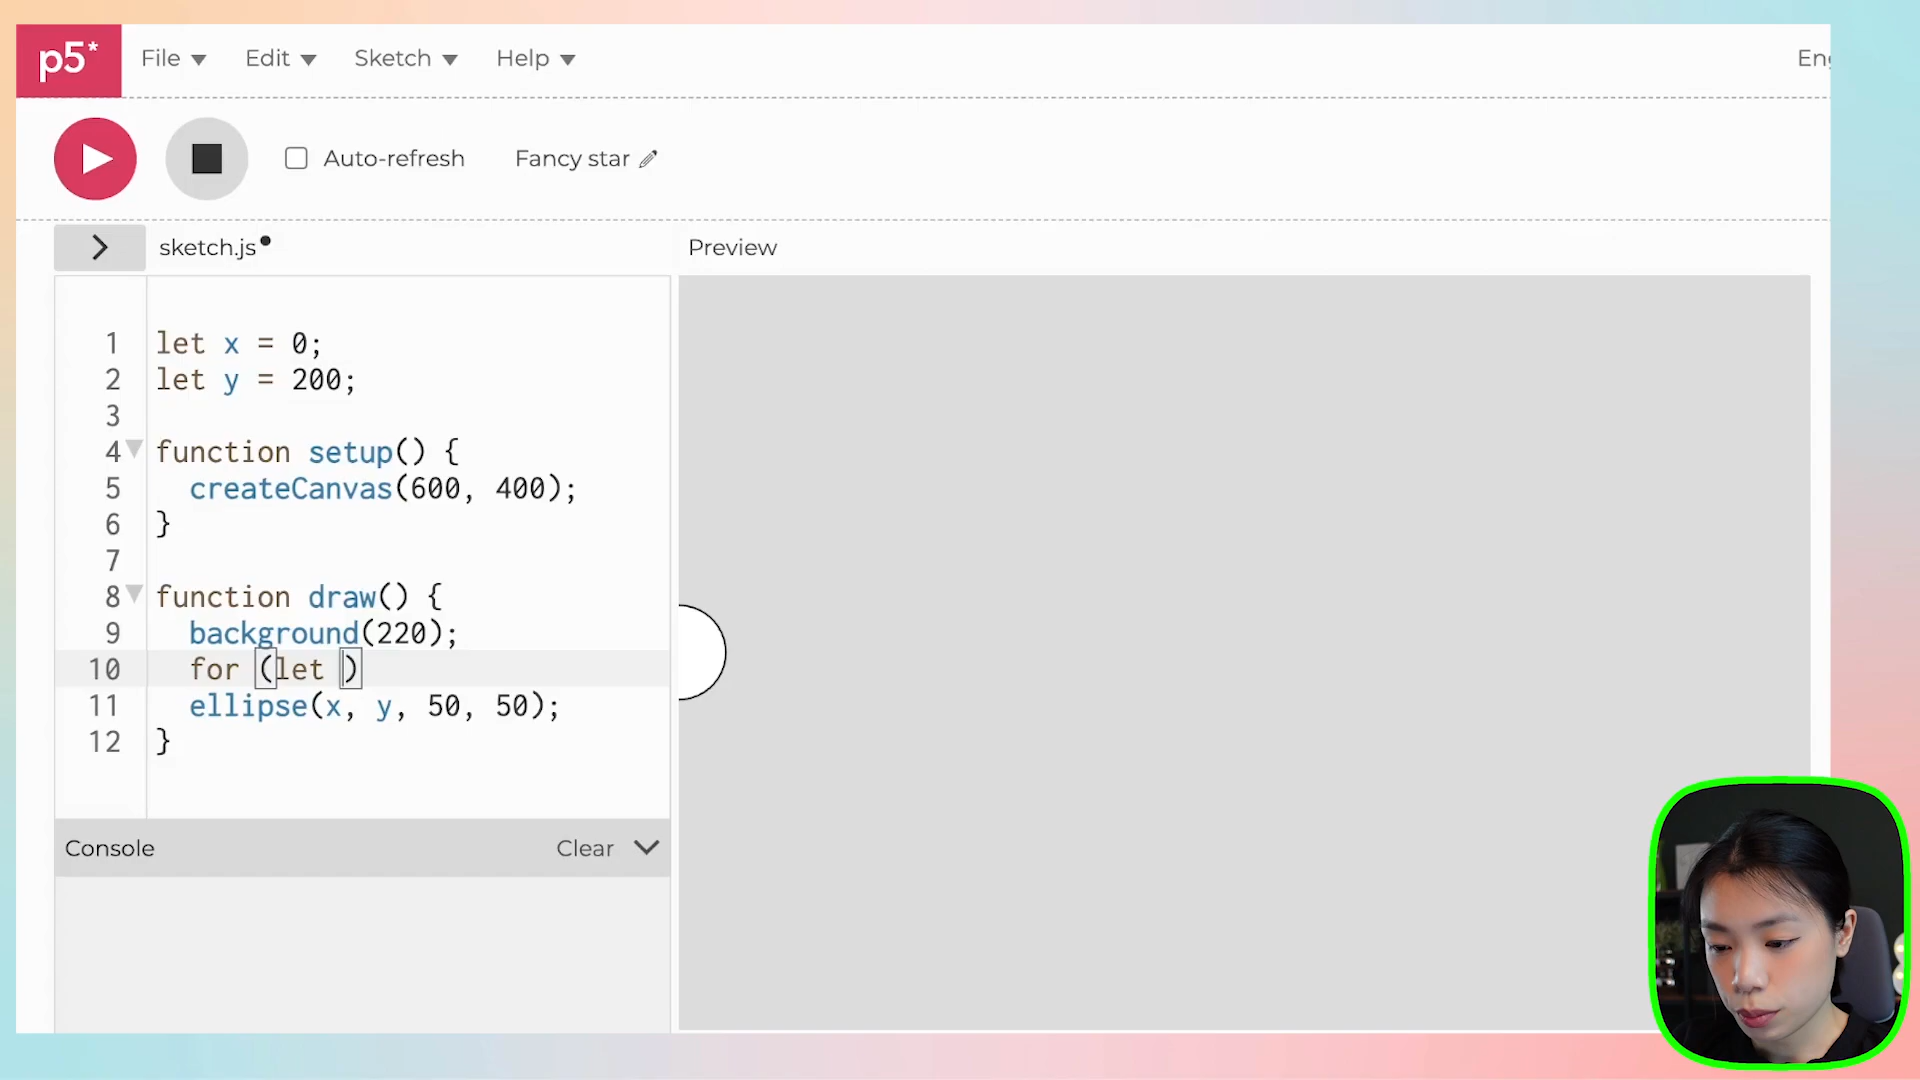 p5*
File Edit Sketch Help
Auto-refresh Fancy star
sketch.js
Preview
1 let x = 0;
2 let y = 200;
3
4 function setup() {
5 createCanvas(600, 400);
6 }
7
8 function draw() {
9 background(220);
10 for (let )
11 ellipse(x, y, 50, 50);
12 }
Console Clear